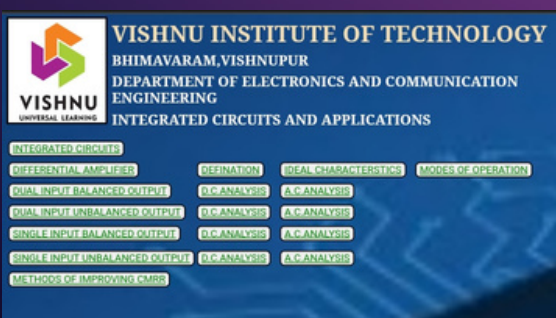 VISHNU INSTITUTE OF TECHNOLOGY
BHIMAVARAM,VISHNUPUR
DEPARTMENT OF ELECTRONICS AND COMMUNICATION
ENGINEERING
INTEGRATED CIRCUITS AND APPLICATIONS
VISHNU
UNIVERSAL LEARNING
INTEGRATED CIRCUITS
DIFFERENTIAL AMPLIFIER DEFINATION IDEAL CHARACTERSTICS MODES OF OPERATION
DUAL INPUT BALANCED OUTPUT D.C.ANALYSIS A.C.ANALYSIS
DUAL INPUT UNBALANCED OUTPUT D.C.ANALYSIS A.C.ANALYSIS
SINGLE INPUT BALANCED OUTPUT D.C.ANALYSIS A.C.ANALYSIS
SINGLE INPUT UNBALANCED OUTPUT D.C.ANALYSIS A.C.ANALYSIS
METHODS OF IMPROVING CMRR